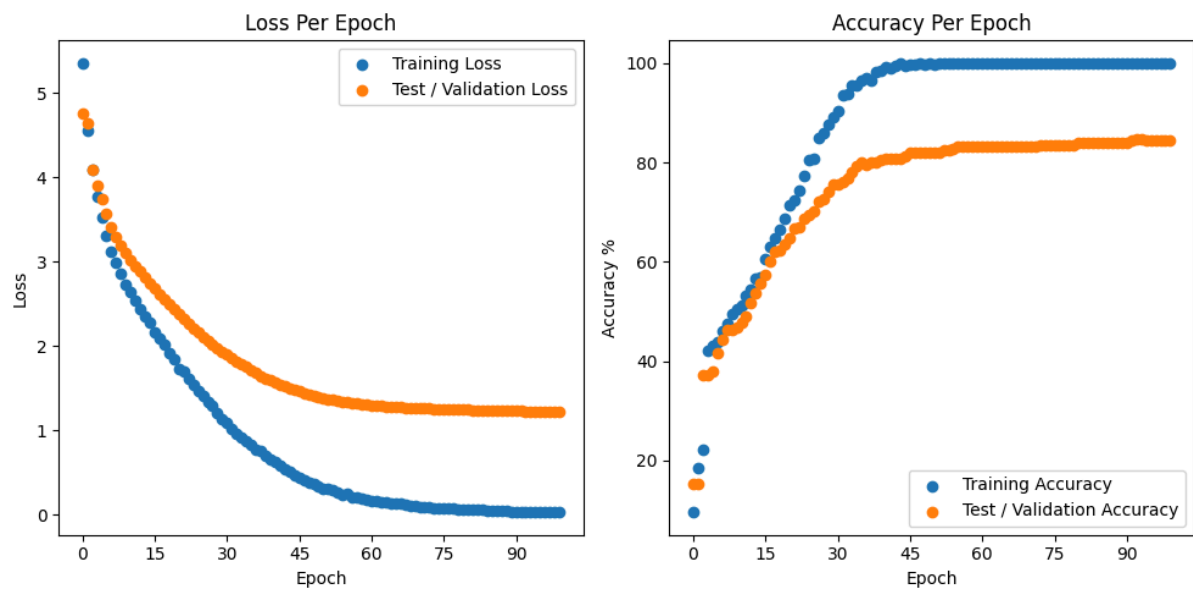 Loss Per Epoch
Training Loss
Test / Validation Loss
5
4
3
2
1
0
Loss
0 15 30 45 60 75 90
Epoch
Accuracy Per Epoch
100
80
60
40
20
Accuracy %
Training Accuracy
Test / Validation Accuracy
0 15 30 45 60 75 90
Epoch